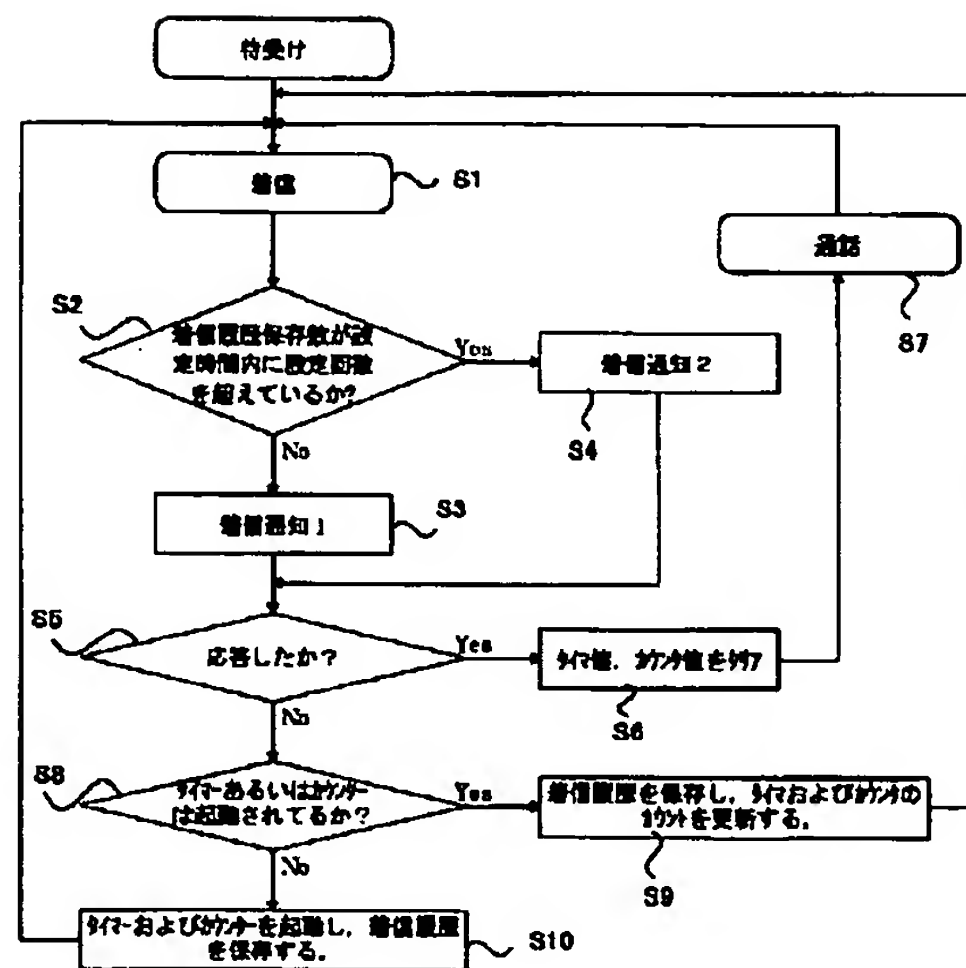 待受け
着信
S1
通話
S7
S2
着信履歴保存数が設
定時間内に設定回数
を超えているか?
Yes
着信通知2
S4
No
着信通知1
S3
S5
応答したか?
Yes
タイマ値, カウンタ値をクリア
S6
No
S8
タイマーあるいはカウンター
は起動されてるか?
Yes
着信履歴を保存し, タイマおよびカウンタの
カウントを更新する。
S9
No
タイマーおよびカウンターを起動し, 着信履歴
を保存する。
S10